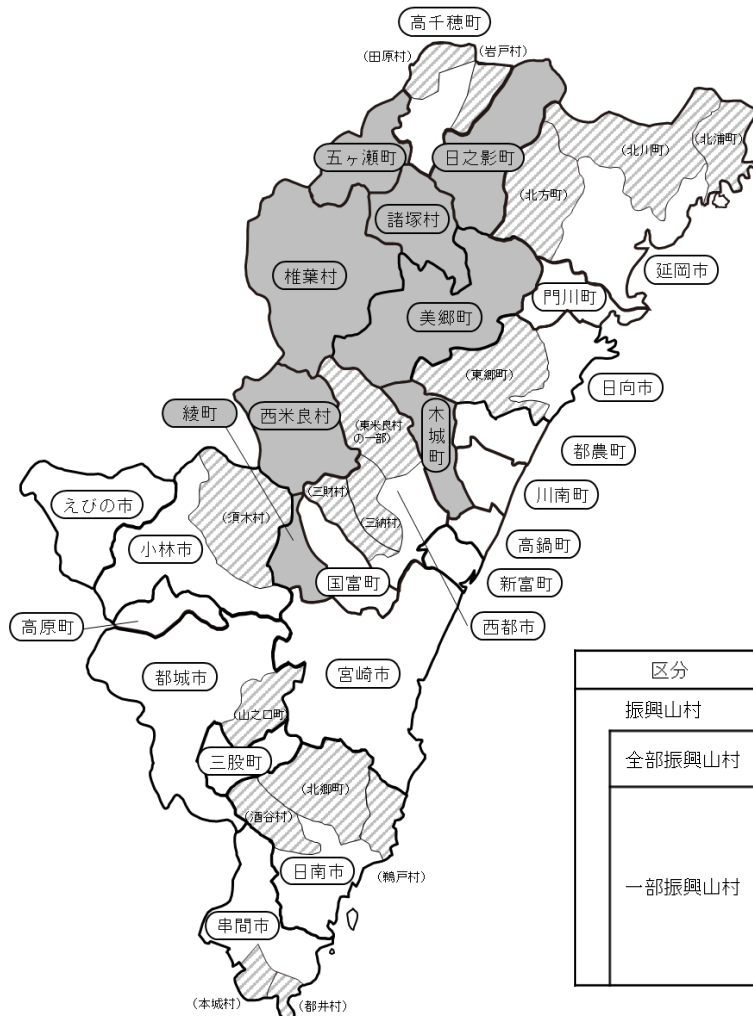 高千穂町
(田原村)
(岩戸村)
五ヶ瀬町
日之影町
(北川町)
(北浦町)
(北方町)
諸塚村
延岡市
椎葉村
門川町
美郷町
(東郷町)
日向市
綾町
西米良村
(東米良村
の一部)
木城町
都農町
えびの市
(三財村)
川南町
(須木村)
(三納村)
小林市
高鍋町
国富町
新富町
高原町
西都市
都城市
宮崎市
(山之口町)
三股町
(北郷町)
(酒谷村)
日南市
(鵜戸村)
串間市
(本城村)
(都井村)
区分
振興山村
全部振興山村
一部振興山村